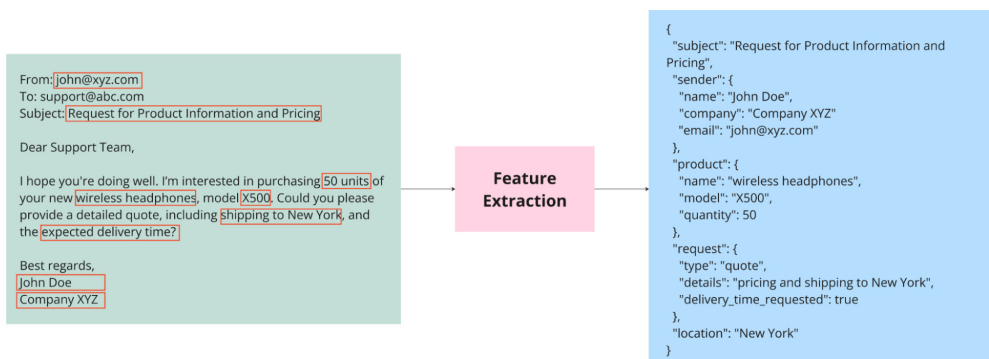 From: john@xyz.com
To: support@abc.com
Subject: Request for Product Information and Pricing
Dear Support Team,
I hope you're doing well. I'm interested in purchasing 50 units of
your new wireless headphones, model X500. Could you please
provide a detailed quote, including shipping to New York, and
the expected delivery time?
Best regards,
John Doe
Company XYZ
Feature
Extraction
{
"subject": "Request for Product Information and
Pricing",
"sender": {
"name": "John Doe",
"company": "Company XYZ"
"email": "john@xyz.com"
},
"product": {
"name": "wireless headphones",
"model": "X500",
"quantity": 50
},
"request": {
"type": "quote",
"details": "pricing and shipping to New York",
"delivery_time_requested": true
},
"location": "New York"
}